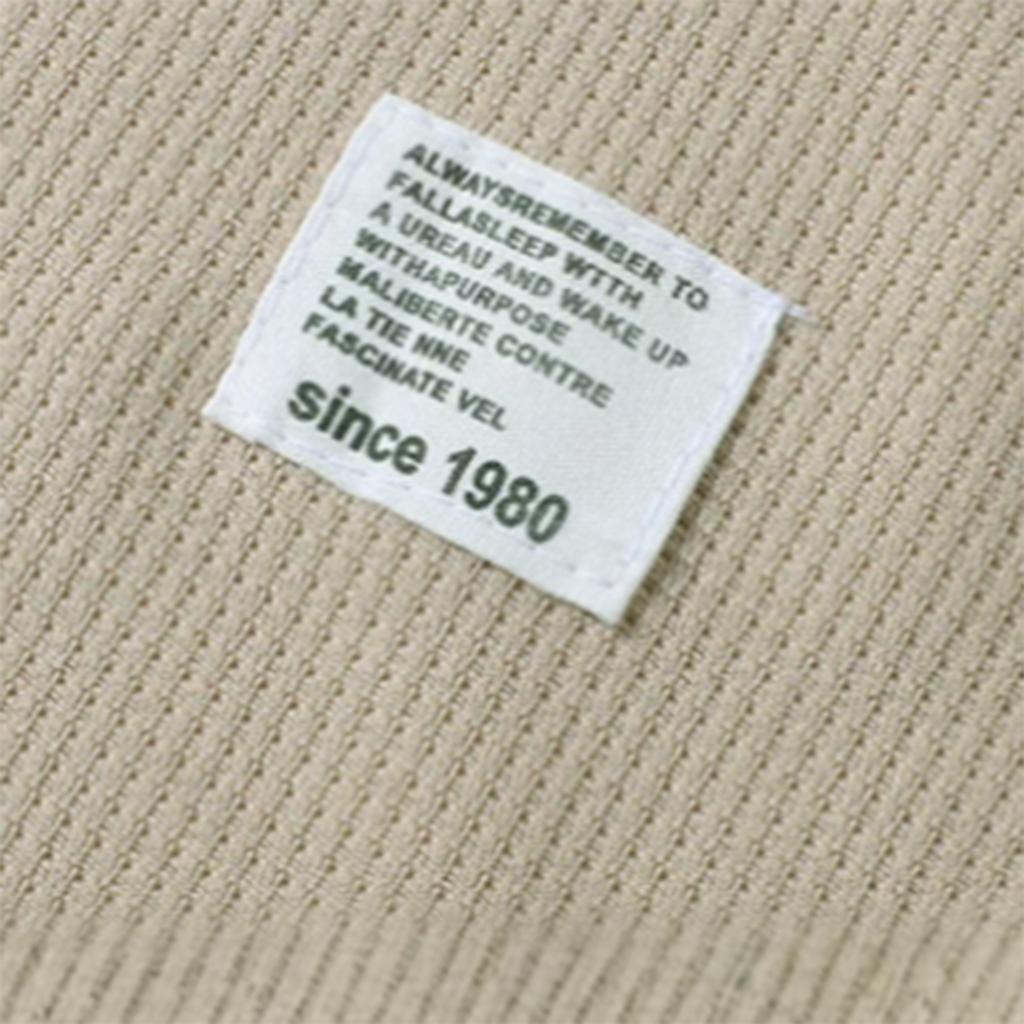 ALWAYSREMEMBER TO
FALLASLEEP WTTH
A UREAU AND WAKE UP
WITHAPURPOSE
MALIBERTE CONTRE
LA TIE NNE
FASCINATE VEL
since 1980